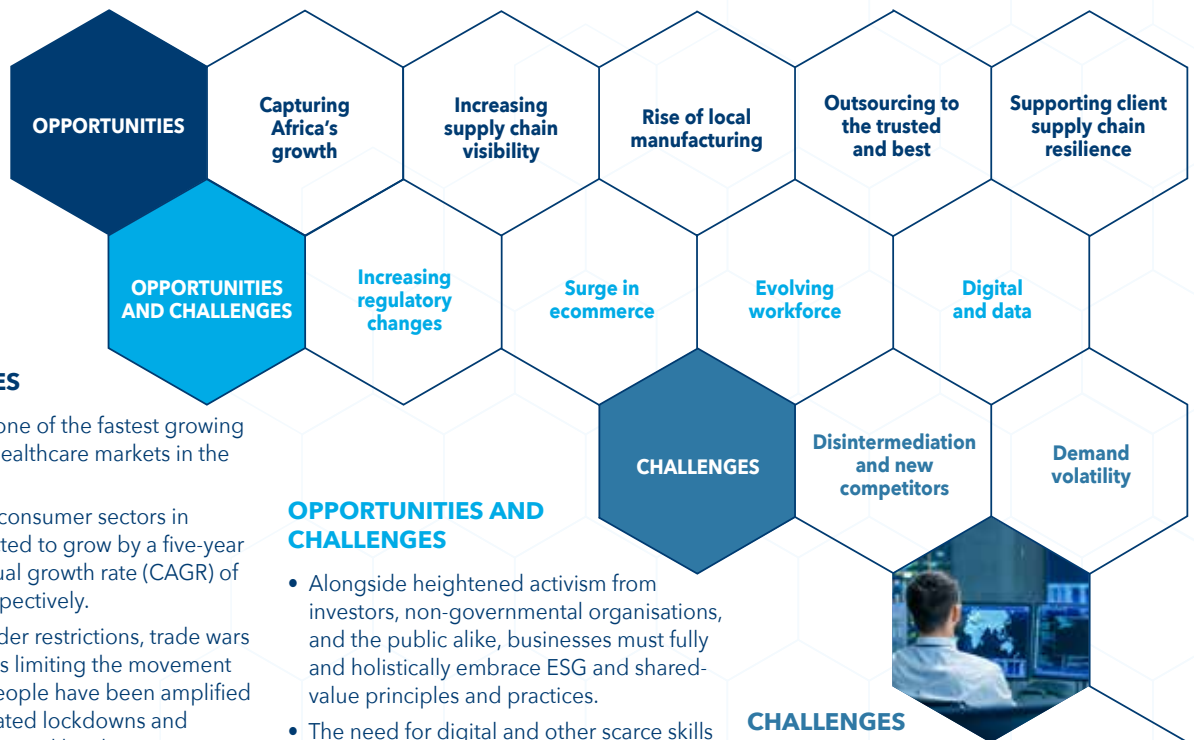 OPPORTUNITIES
Capturing
Africa's
growth
Increasing
supply chain
visibility
Rise of local
manufacturing
Outsourcing to
the trusted
and best
Supporting client
supply chain
resilience
OPPORTUNITIES
AND CHALLENGES
Increasing
regulatory
changes
Surge in
ecommerce
Evolving
workforce
Digital
and data
CHALLENGES
Disintermediation
and new
competitors
Demand
volatility
ES
one of the fastest growing
ealthcare markets in the
consumer sectors in
ted to grow by a five-year
ual growth rate (CAGR) of
pectively.
der restrictions, trade wars
s limiting the movement
eople have been amplified
ated lockdowns and
OPPORTUNITIES AND
CHALLENGES
• Alongside heightened activism from
investors, non-governmental organisations,
and the public alike, businesses must fully
and holistically embrace ESG and shared-
value principles and practices.
• The need for digital and other scarce skills
CHALLENGES